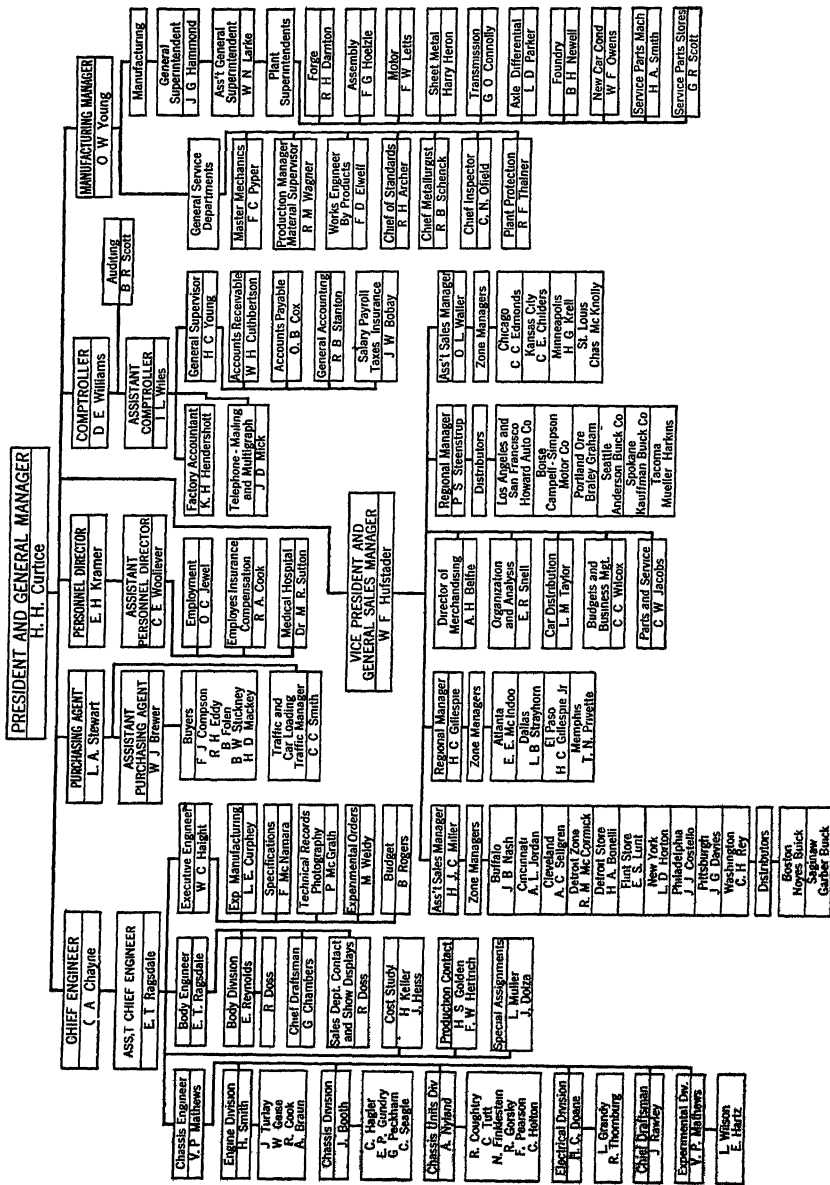 PRESIDENT AND GENERAL MANAGER
H. H. Curtice
CHIEF ENGINEER
C A Chayne
ASS,T CHIEF ENGINEER
E. T. Ragsdale
Chassis Engineer
V. P. Mathews
Engine Division
H. Smith
J Turlay
W Gease
R. Cook
A. Braun
Chassis Division
J. Booth
C. Hagler
E. P. Gundry
G Peckham
C. Seagle
Chassis Units Div
A. Nyland
R. Coughtry
C Tutt
N. Finklestein
R. Gorsky
F. Pearson
C. Holton
Electrical Division
H. C. Doane
L. Grandy
R. Thornburg
Chief Draftsman
J Rawley
Experimental Dw.
V. P. Mathews
L Wilson
E. Hartz
Body Engineer
E. T. Ragsdale
Body Division
E. Reynolds
R Doss
Chief Draftsman
G Chambers
Sales Dept. Contact
and Show Displays
R Doss
Cost Study
H Keller
J. Heiss
Production Contact
H S Golden
F. W Hertrich
Special Assignments
L. Muller
J. Dolza
Executive Engineer
W C Haight
Exp Manufacturing
L. E. Curphey
Specifications
F Mc Namara
Technical Records
Photography
P Mc Grath
Experimental Orders
M Weldy
Budget
B Rogers
PURCHASING AGENT
L. A. Stewart
ASSISTANT
PURCHASING AGENT
W J Brewer
Buyers
F J Compson
R H Eddy
B Folen
B W Stickney
H D Mackey
Traffic and
Car Loading
Traffic Manager
C C Smith
PERSONNEL DIRECTOR
E H Kramer
ASSISTANT
PERSONNEL DIRECTOR
C E Woollever
Employment
O C Jewel
Employes Insurance
Compensation
R A. Cook
Medical Hospital
Dr M R. Sutton
COMPTROLLER
D E Williams
Auditing
B R Scott
ASSISTANT
COMPTROLLER
I L. Wiles
Factory Accountant
K. H Hendershott
Telephone - Mailing
and Multigraph
J D Mick
General Supervisor
H C Young
Accounts Receivable
W H Cuthbertson
Accounts Payable
O. B Cox
General Accounting
R B Stanton
Salary Payroll
Taxes Insurance
J W Bobay
MANUFACTURING MANAGER
O W Young
General Service
Departments
Master Mechanics
F C Pyper
Production Manager
Material Supervisor
R M Wagner
Works Engineer
By Products
F D Elwell
Chief of Standards
R H Archer
Chief Metallurgist
R B Schenck
Chief Inspector
C. N. Ofield
Plant Protection
R F Thalner
Manufacturing
General
Superintendent
J G Hammond
Ass't General
Superintendent
W N Larke
Plant
Superintendents
Forge
R H Darnton
Assembly
F G Hoelzle
Motor
F W Letts
Sheet Metal
Harry Heron
Transmission
G O Connolly
Axle Differential
L D Parker
Foundry
B H Newell
New Car Cond
W F Owens
Service Parts Mach
H A. Smith
Service Parts Stores
G R Scott
VICE PRESIDENT AND
GENERAL SALES MANAGER
W F Hufstader
Ass't Sales Manager
H J. C Miller
Zone Managers
Buffalo
J B Nash
Cincinnati
A. L. Jordan
Cleveland
A C Sellgren
Detroit Zone
R. M Mc Cormick
Detroit Store
H A. Bonelli
Flint Store
E. S. Lunt
New York
L. D Horton
Philadelphia
J J Costello
Pittsburgh
J G Davies
Washington
C. H. Rey
Distributors
Boston
Noyes Buick
Saginaw
Garber Buick
Regional Manager
H C Gillespie
Zone Managers
Atlanta
E. E. Mc Indoo
Dallas
L B Strayhorn
El Paso
H C Gillespie Jr
Memphis
T. N. Privette
Director of
Merchandising
A. H Belfie
Organization
and Analysis
E. R Snell
Car Distribution
L. M Taylor
Budgets and
Business Mgt.
C C Wilcox
Parts and Service
C W Jacobs
Regional Manager
P S Steenstrup
Distributors
Los Angeles and
San Francisco
Howard Auto Co
Boise
Campell - Simpson
Motor Co
Portland Ore
Braley Graham
Seattle
Anderson Buick Co
Spokane
Kauffman Buick Co
Tacoma
Mueller Harkins
Ass't Sales Manager
O L. Waller
Zone Managers
Chicago
C C Edmonds
Kansas City
C E. Childers
Minneapolis
H G Krell
St. Louis
Chas Mc Knolly